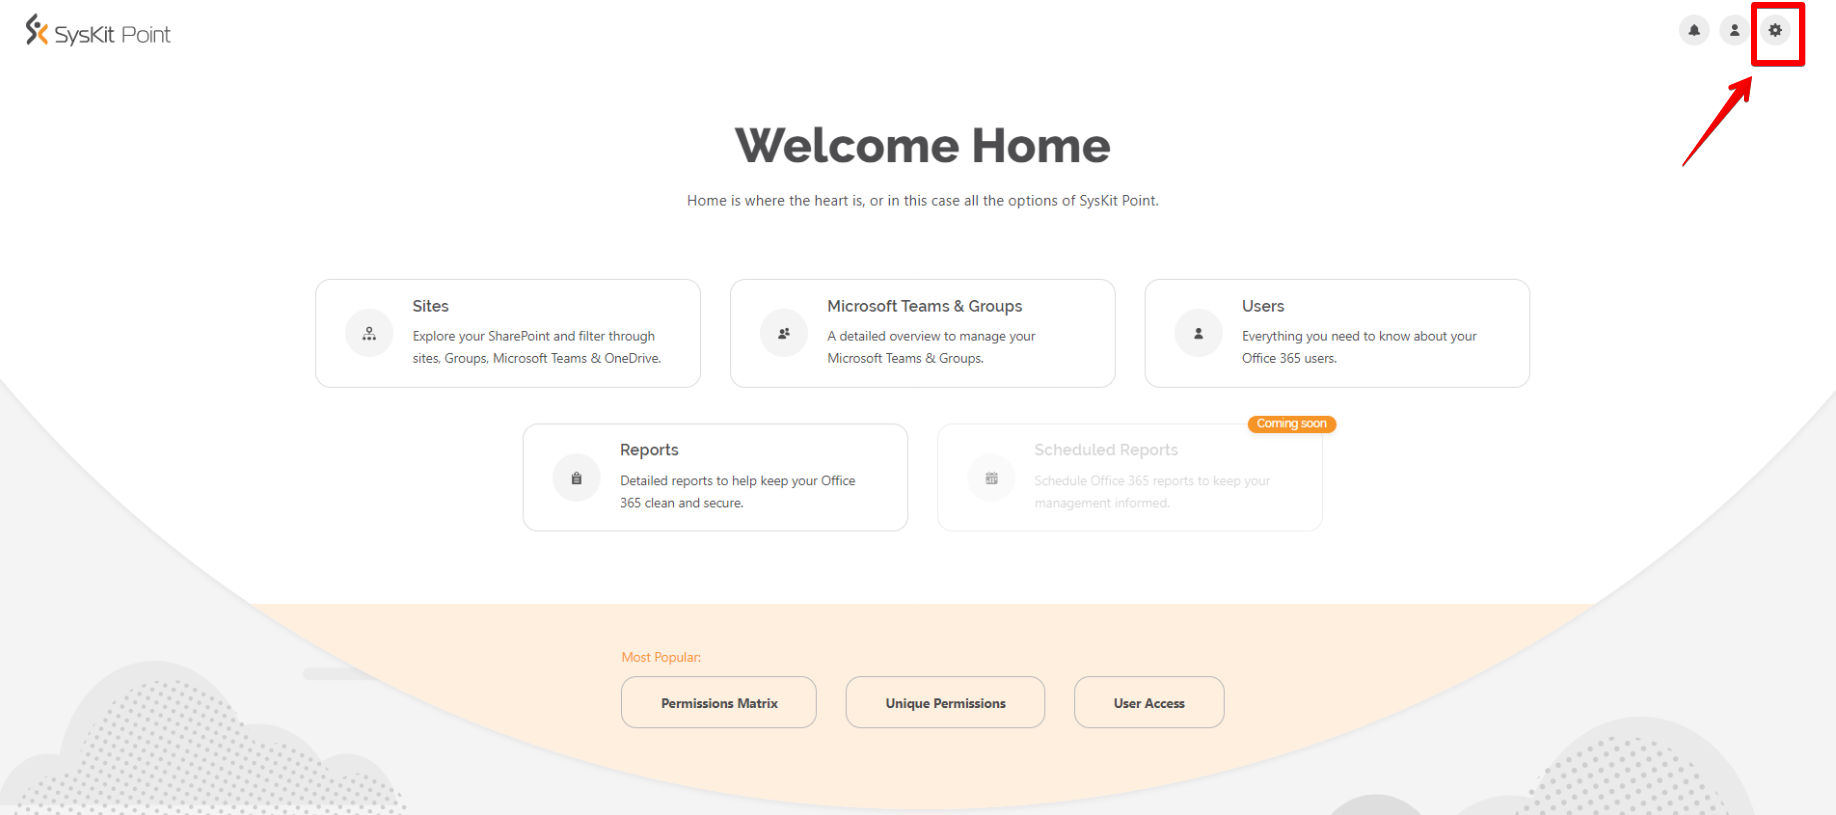 SysKit Point
Welcome Home
Home is where the heart is, or in this case all the options of SysKit Point.
Sites
Explore your SharePoint and filter through
sites, Groups, Microsoft Teams & OneDrive.
Microsoft Teams & Groups
A detailed overview to manage your
Microsoft Teams & Groups.
Users
Everything you need to know about your
Office 365 users.
Reports
Detailed reports to help keep your Office
365 clean and secure.
Coming soon
Scheduled Reports
Schedule Office 365 reports to keep your
management informed.
Most Popular:
Permissions Matrix
Unique Permissions
User Access